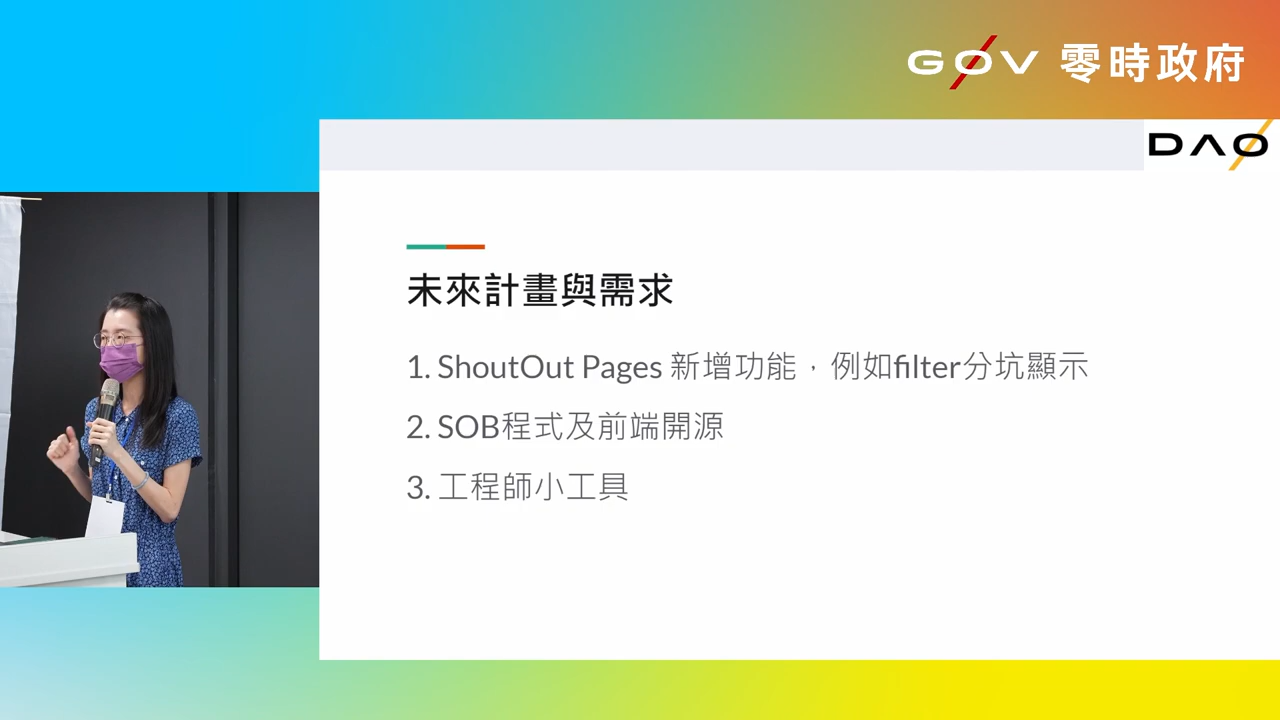 G0V 零時政府
DAO
未來計畫與需求
1. ShoutOut Pages 新增功能，例如filter分坑顯示
2. SOB程式及前端開源
3. 工程師小工具